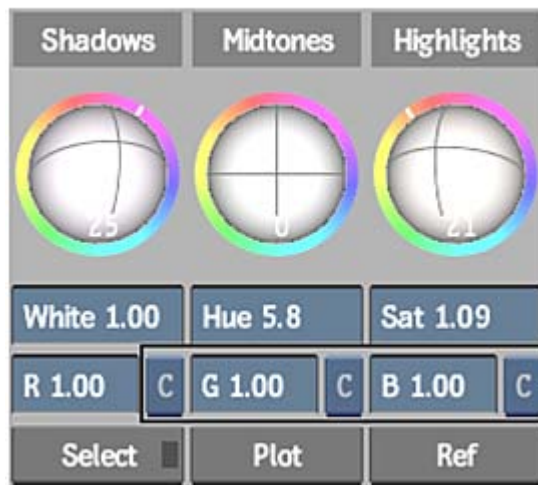 Shadows Midtones Highlights
25 0 21
White 1.00 Hue 5.8 Sat 1.09
R 1.00 C G 1.00 C B 1.00 C
Select Plot Ref